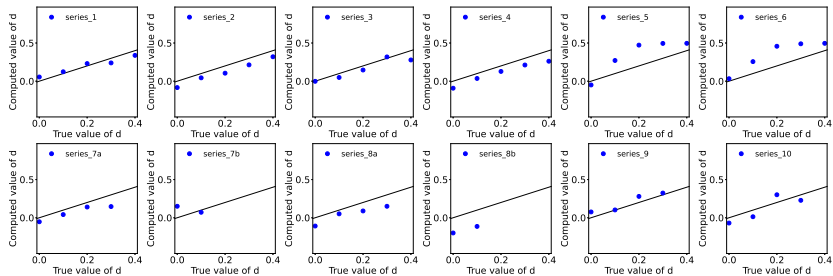 series_1
series_2
series_3
series_4
series_5
series_6
Computed value of d
0.5
0.0
Computed value of d
0.5
0.0
Computed value of d
0.5
0.0
Computed value of d
0.5
0.0
Computed value of d
0.5
0.0
Computed value of d
0.5
0.0
0.0 0.2 0.4
0.0 0.2 0.4
0.0 0.2 0.4
0.0 0.2 0.4
0.0 0.2 0.4
0.0 0.2 0.4
True value of d
True value of d
True value of d
True value of d
True value of d
True value of d
series_7a
series_7b
series_8a
series_8b
series_9
series_10
Computed value of d
0.5
0.0
Computed value of d
0.5
0.0
Computed value of d
0.5
0.0
Computed value of d
0.5
0.0
Computed value of d
0.5
0.0
Computed value of d
0.5
0.0
0.0 0.2 0.4
0.0 0.2 0.4
0.0 0.2 0.4
0.0 0.2 0.4
0.0 0.2 0.4
0.0 0.2 0.4
True value of d
True value of d
True value of d
True value of d
True value of d
True value of d